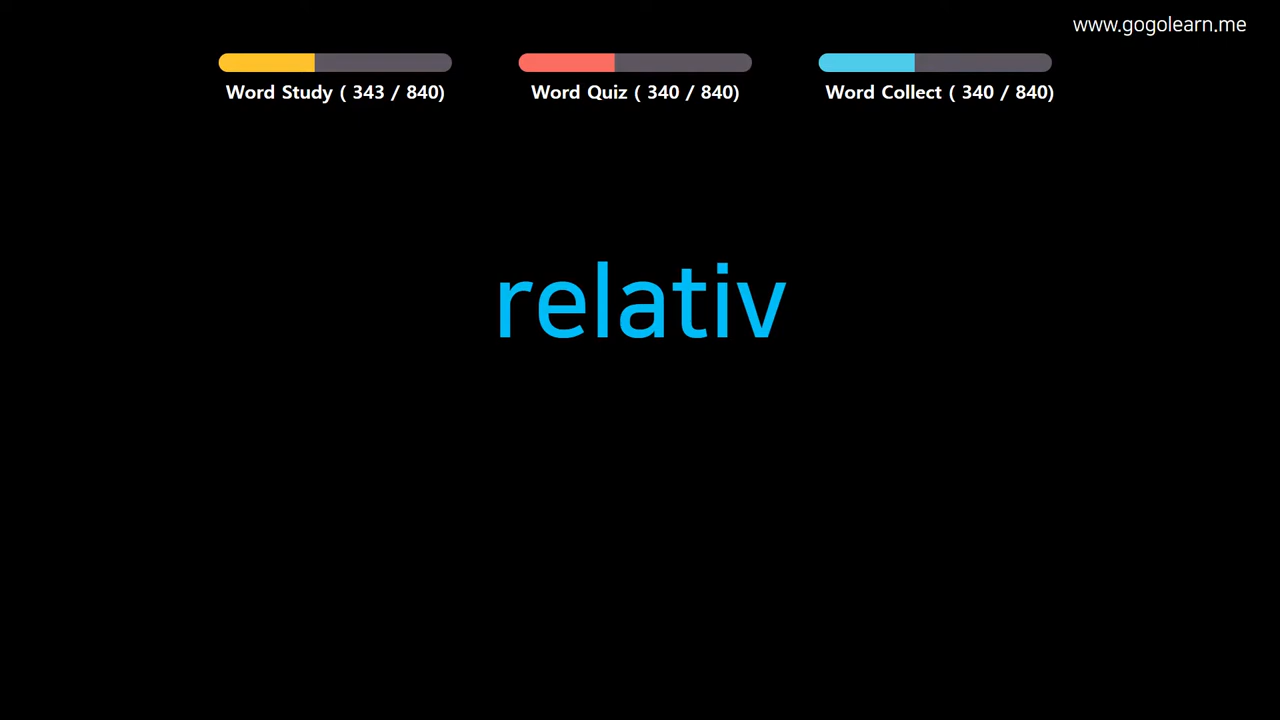 www.gogolearn.me
Word Study ( 343 / 840)
Word Quiz ( 340 / 840)
Word Collect ( 340 / 840)
relativ